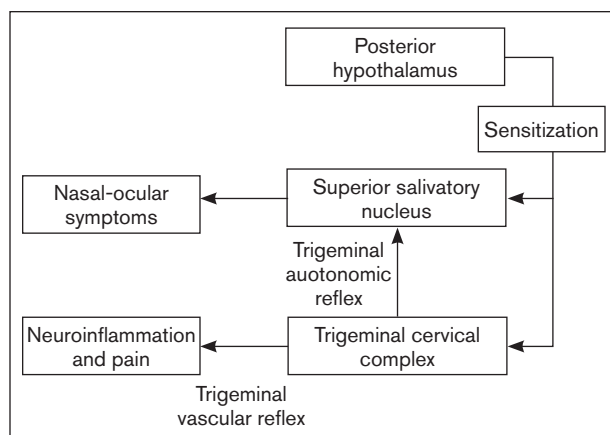 Posterior
hypothalamus
Sensitization
Nasal-ocular
symptoms
Superior salivatory
nucleus
Trigeminal
auotonomic
reflex
Neuroinflammation
and pain
Trigeminal cervical
complex
Trigeminal
vascular reflex